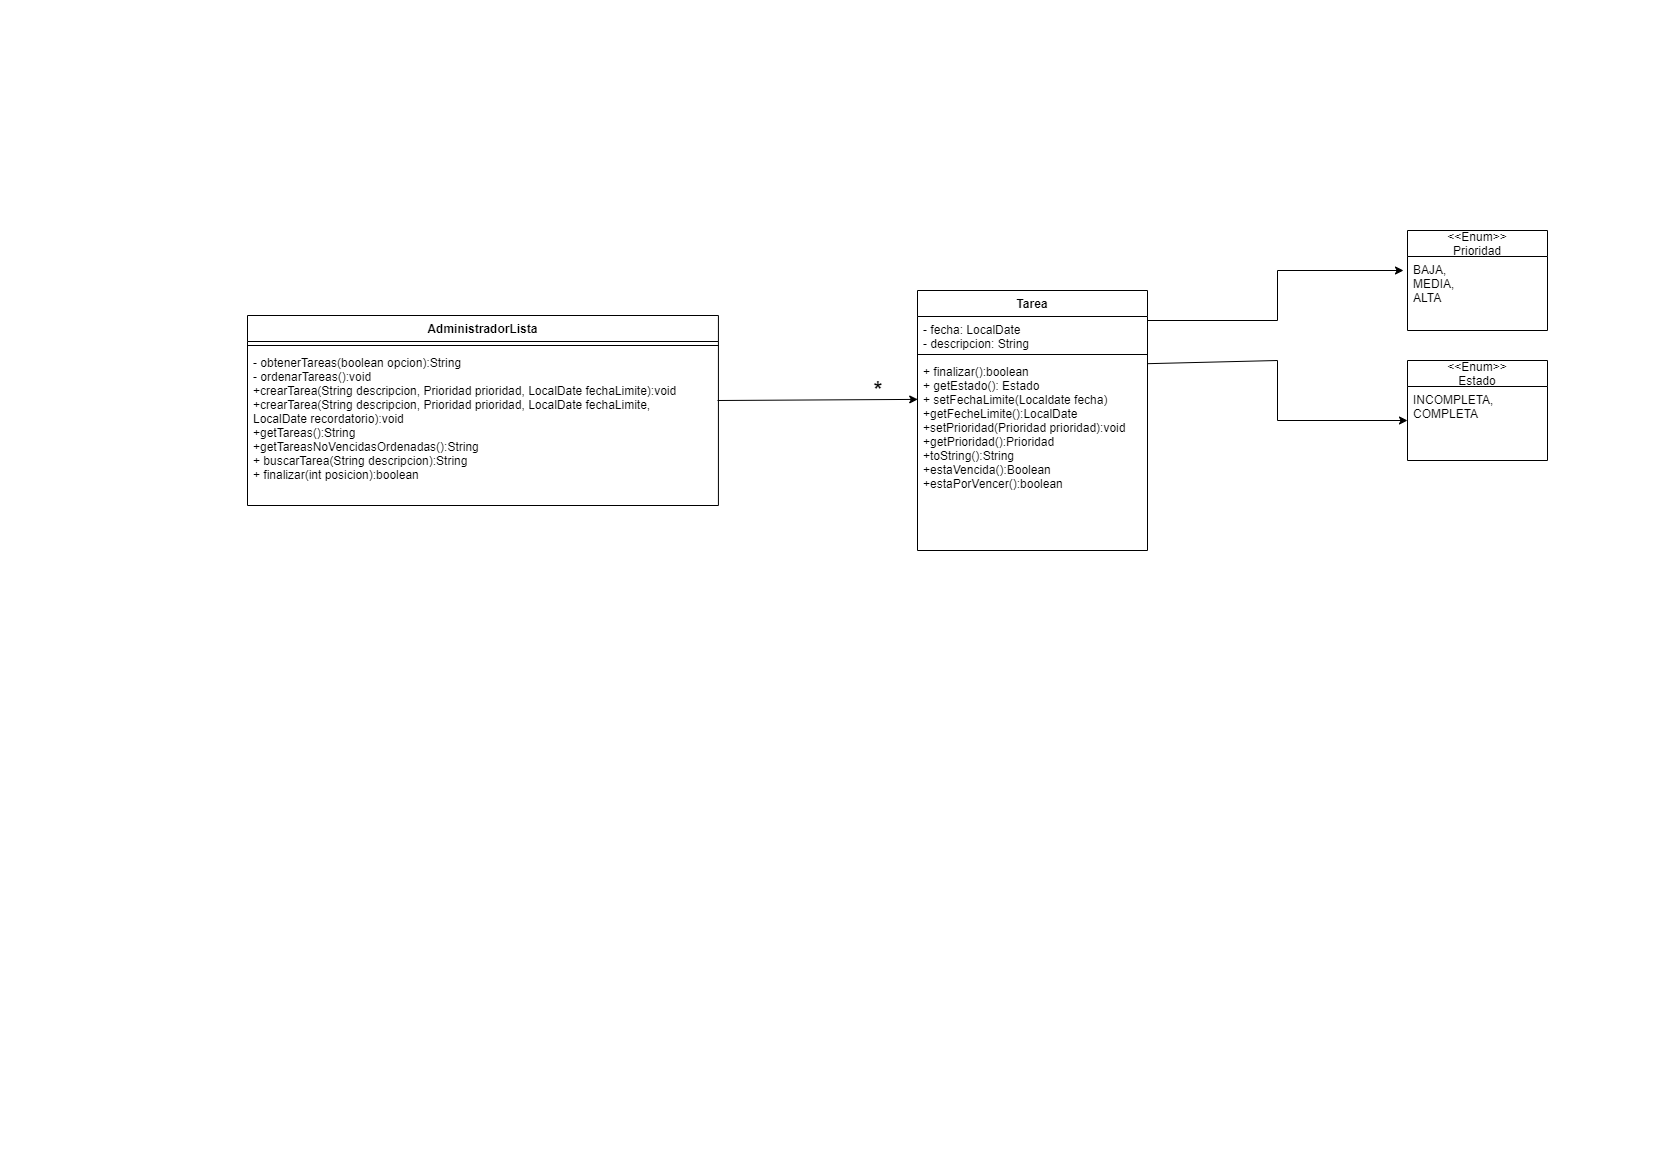 AdministradorLista
- obtenerTareas(boolean opcion):String
- ordenarTareas():void
+crearTarea(String descripcion, Prioridad prioridad, LocalDate fechaLimite):void
+crearTarea(String descripcion, Prioridad prioridad, LocalDate fechaLimite,
LocalDate recordatorio):void
+getTareas():String
+getTareasNoVencidasOrdenadas():String
+ buscarTarea(String descripcion):String
+ finalizar(int posicion):boolean
*
Tarea
- fecha: LocalDate
- descripcion: String
+ finalizar():boolean
+ getEstado(): Estado
+ setFechaLimite(Localdate fecha)
+getFecheLimite():LocalDate
+setPrioridad(Prioridad prioridad):void
+getPrioridad():Prioridad
+toString():String
+estaVencida():Boolean
+estaPorVencer():boolean
<<Enum>>
Prioridad
BAJA,
MEDIA,
ALTA
<<Enum>>
Estado
INCOMPLETA,
COMPLETA